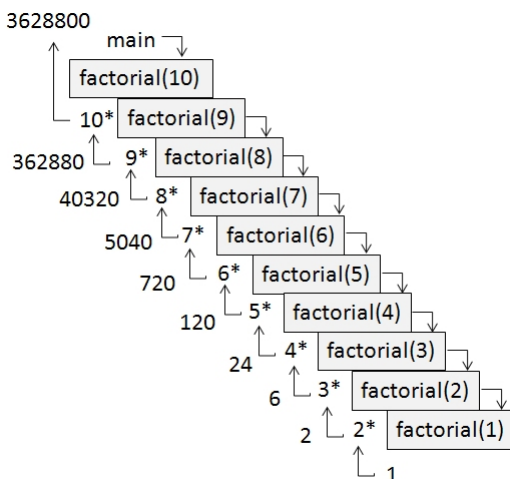 3628800
main
factorial(10)
10* factorial(9)
362880 9* factorial(8)
40320 8* factorial(7)
5040 7* factorial(6)
720 6* factorial(5)
120 5* factorial(4)
24 4* factorial(3)
6 3* factorial(2)
2 2* factorial(1)
1